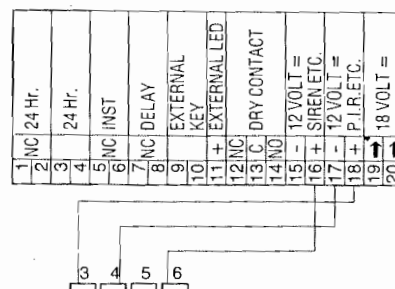 1 NC 24 Hr.
2
3 24 Hr.
4
5 NC INST
6
7 NC DELAY
8
9 EXTERNAL
10 KEY
11 + EXTERNAL LED
12 NC
13 C DRY CONTACT
14 NO
15 - 12 VOLT =
16 + SIREN ETC.
17 - 12 VOLT =
18 + P.I.R. ETC.
19 ⬆ 18 VOLT =
20 ⬆
3 4 5 6